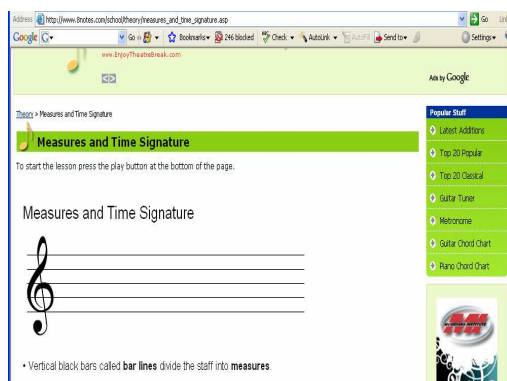 Address http://www.8notes.com/school/theory/measures_and_time_signature.asp Go
Google G Go Bookmarks 246 blocked Check AutoLink AutoFill Send to Settings
www.EnjoyTheatreBreak.com
Ads by Google
Theory > Measures and Time Signature
Measures and Time Signature
To start the lesson press the play button at the bottom of the page.
Measures and Time Signature
• Vertical black bars called bar lines divide the staff into measures.
Popular Stuff
Latest Additions
Top 20 Popular
Top 20 Classical
Guitar Tuner
Metronome
Guitar Chord Chart
Piano Chord Chart